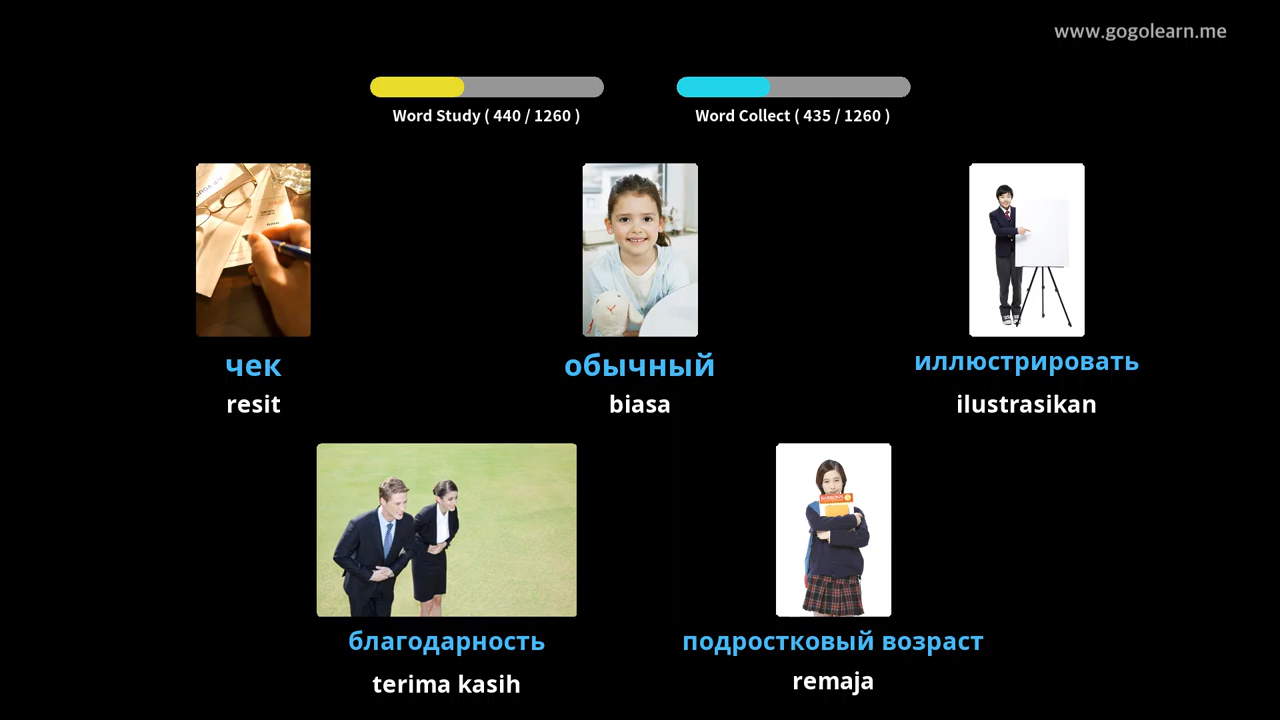 www.gogolearn.me
Word Study ( 440 / 1260 )
Word Collect ( 435 / 1260 )
чек
обычный
иллюстрировать
resit
biasa
ilustrasikan
благодарность
подростковый возраст
terima kasih
remaja